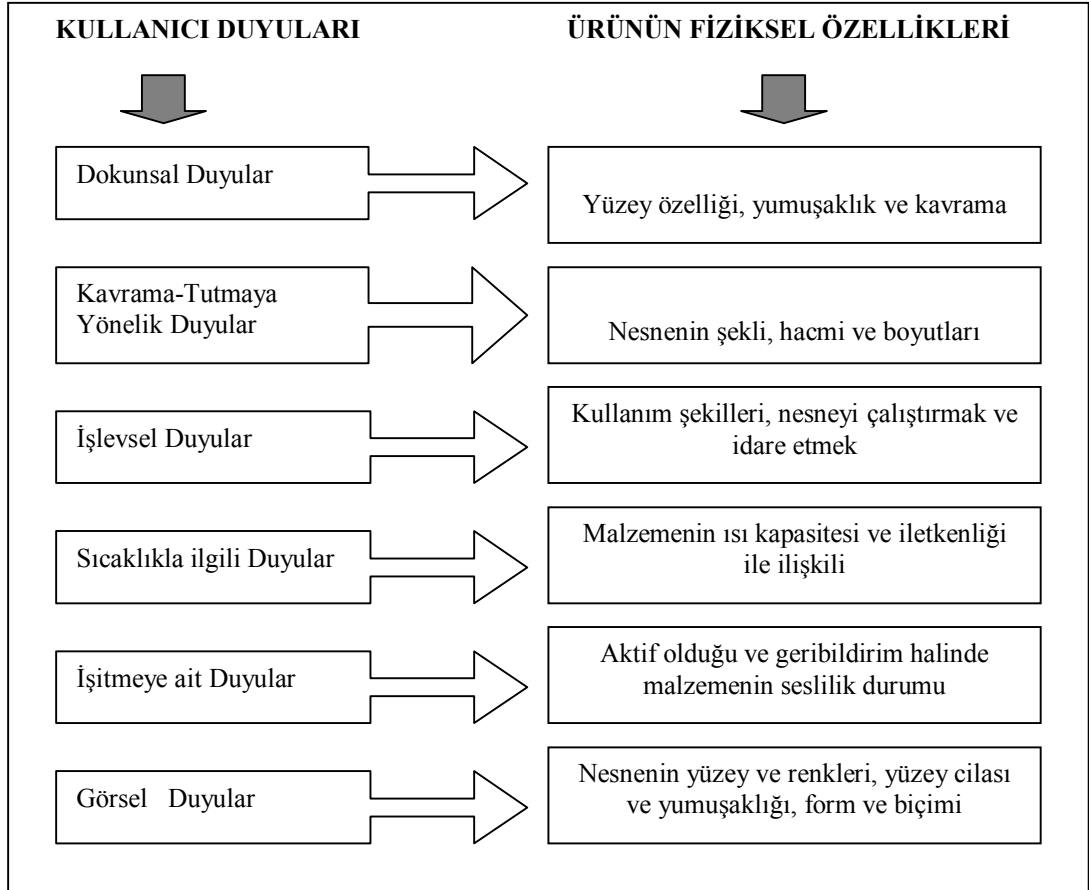 KULLANICI DUYULARI
ÜRÜNÜN FİZİKSEL ÖZELLİKLERİ
Dokunsal Duyular
Yüzey özelliği, yumuşaklık ve kavrama
Kavrama-Tutmaya
Yönelik Duyular
Nesnenin şekli, hacmi ve boyutları
İşlevsel Duyular
Kullanım şekilleri, nesneyi çalıştırmak ve
idare etmek
Sıcaklıkla ilgili Duyular
Malzemenin ısı kapasitesi ve iletkenliği
ile ilişkili
İşitmeye ait Duyular
Aktif olduğu ve geribildirim halinde
malzemenin seslilik durumu
Görsel Duyular
Nesnenin yüzey ve renkleri, yüzey cilası
ve yumuşaklığı, form ve biçimi